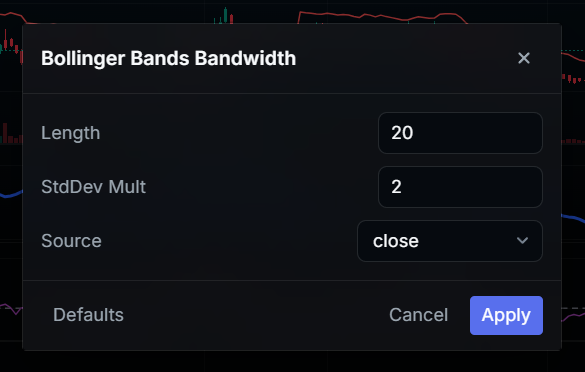 Bollinger Bands Bandwidth
Length 20
StdDev Mult 2
Source close
Defaults Cancel Apply